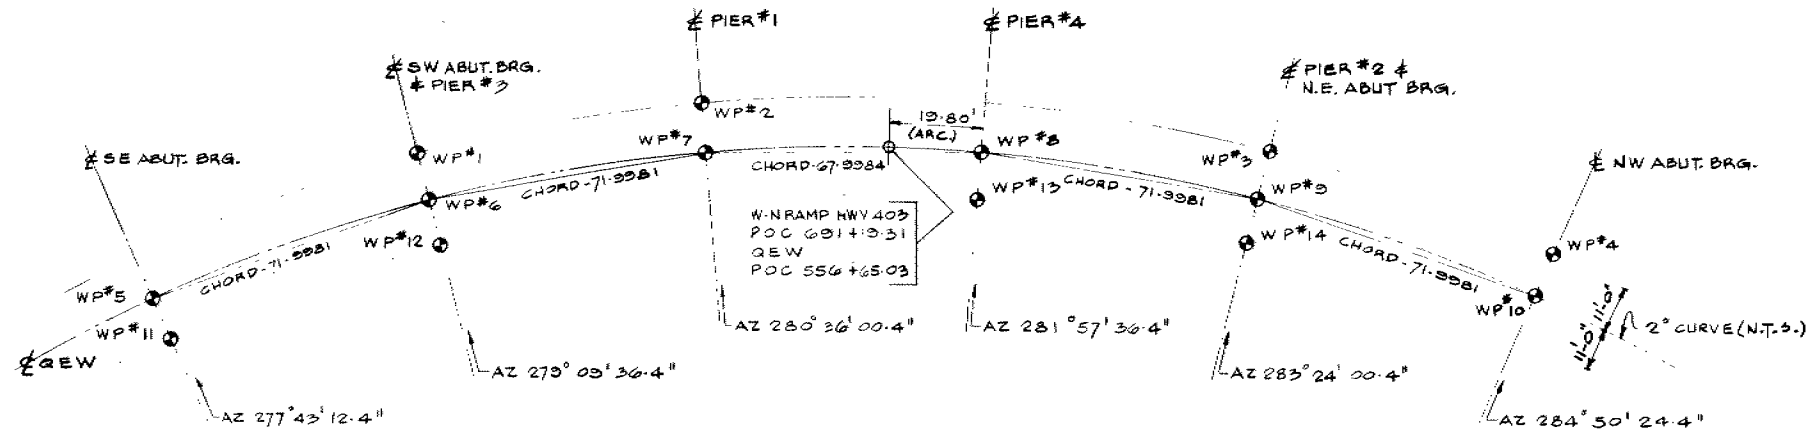 ℄ PIER #1
℄ PIER #4
℄ SW ABUT. BRG.
℄ PIER #3
℄ PIER #2 ℄
N.E. ABUT BRG.
WP#2
19.80'
(ARC)
WP#7
WP#8
WP#1
WP#3
℄ SE ABUT. BRG.
℄ NW ABUT. BRG.
CHORD-67.9984
CHORD-71.9981
WP#13
CHORD-71.9981
WP#9
WP#6
W-N RAMP HWY 403
POC 691+19.31
QEW
POC 556+65.03
WP#12
WP#14
WP#4
CHORD-71.9981
CHORD-71.9981
WP#5
WP#10
11'-0" 11'-0"
WP#11
AZ 280° 36' 00.4"
AZ 281° 57' 36.4"
2° CURVE (N.T.S.)
℄ QEW
AZ 279° 09' 36.4"
AZ 283° 24' 00.4"
AZ 277° 43' 12.4"
AZ 284° 50' 24.4"